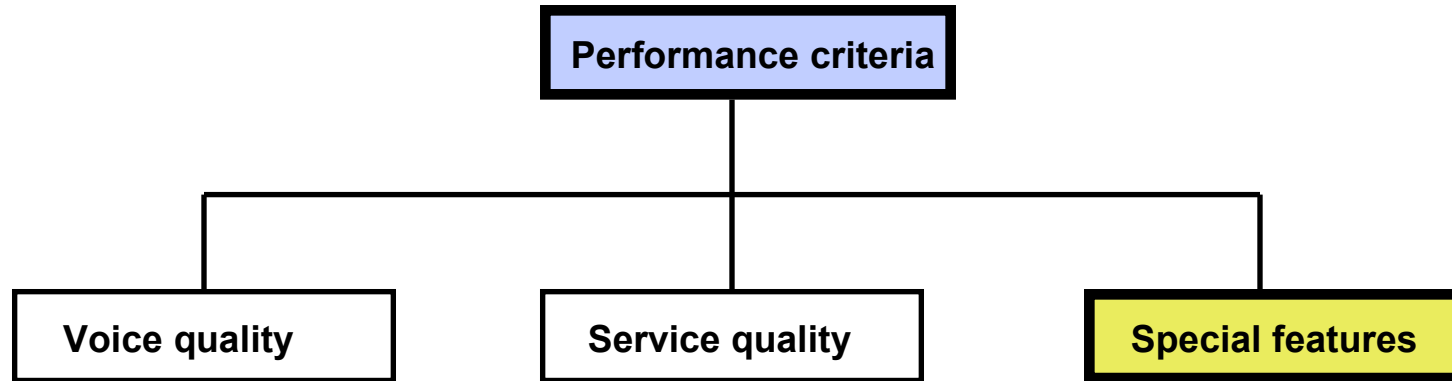 Performance criteria
Voice quality
Service quality
Special features